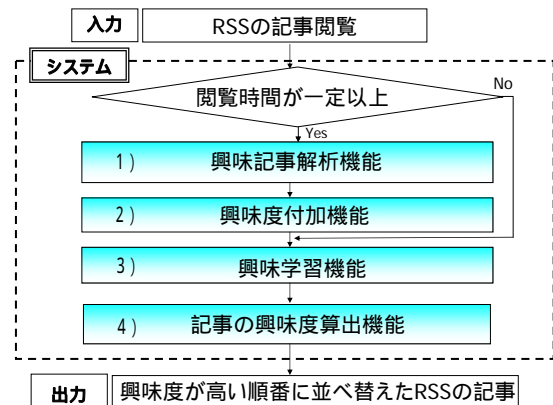 入力 RSSの記事閲覧
システム
閲覧時間が一定以上
No
Yes
1) 興味記事解析機能
2) 興味度付加機能
3) 興味学習機能
4) 記事の興味度算出機能
出力 興味度が高い順番に並べ替えたRSSの記事